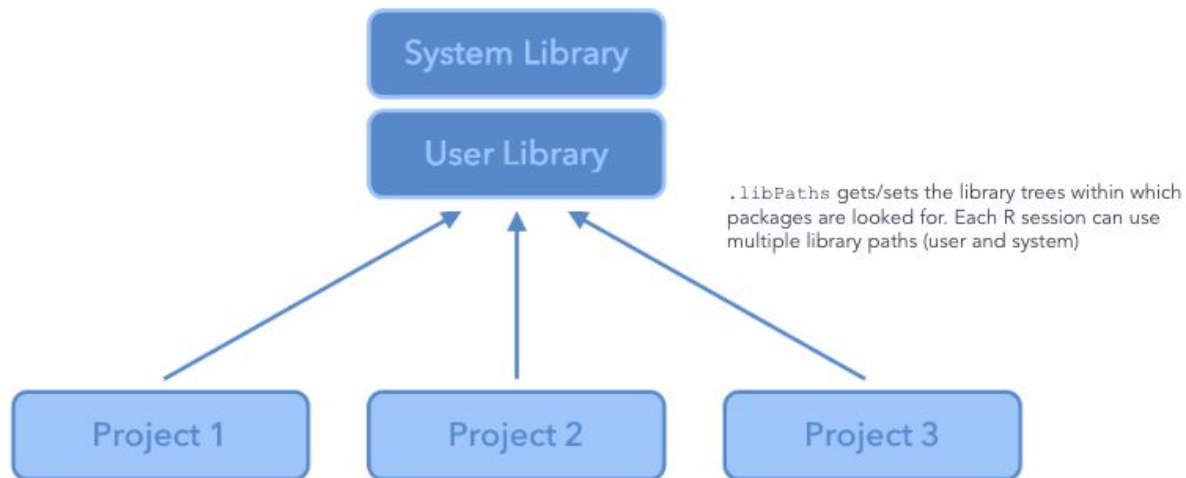 System Library
User Library
.libPaths gets/sets the library trees within which
packages are looked for. Each R session can use
multiple library paths (user and system)
Project 1
Project 2
Project 3